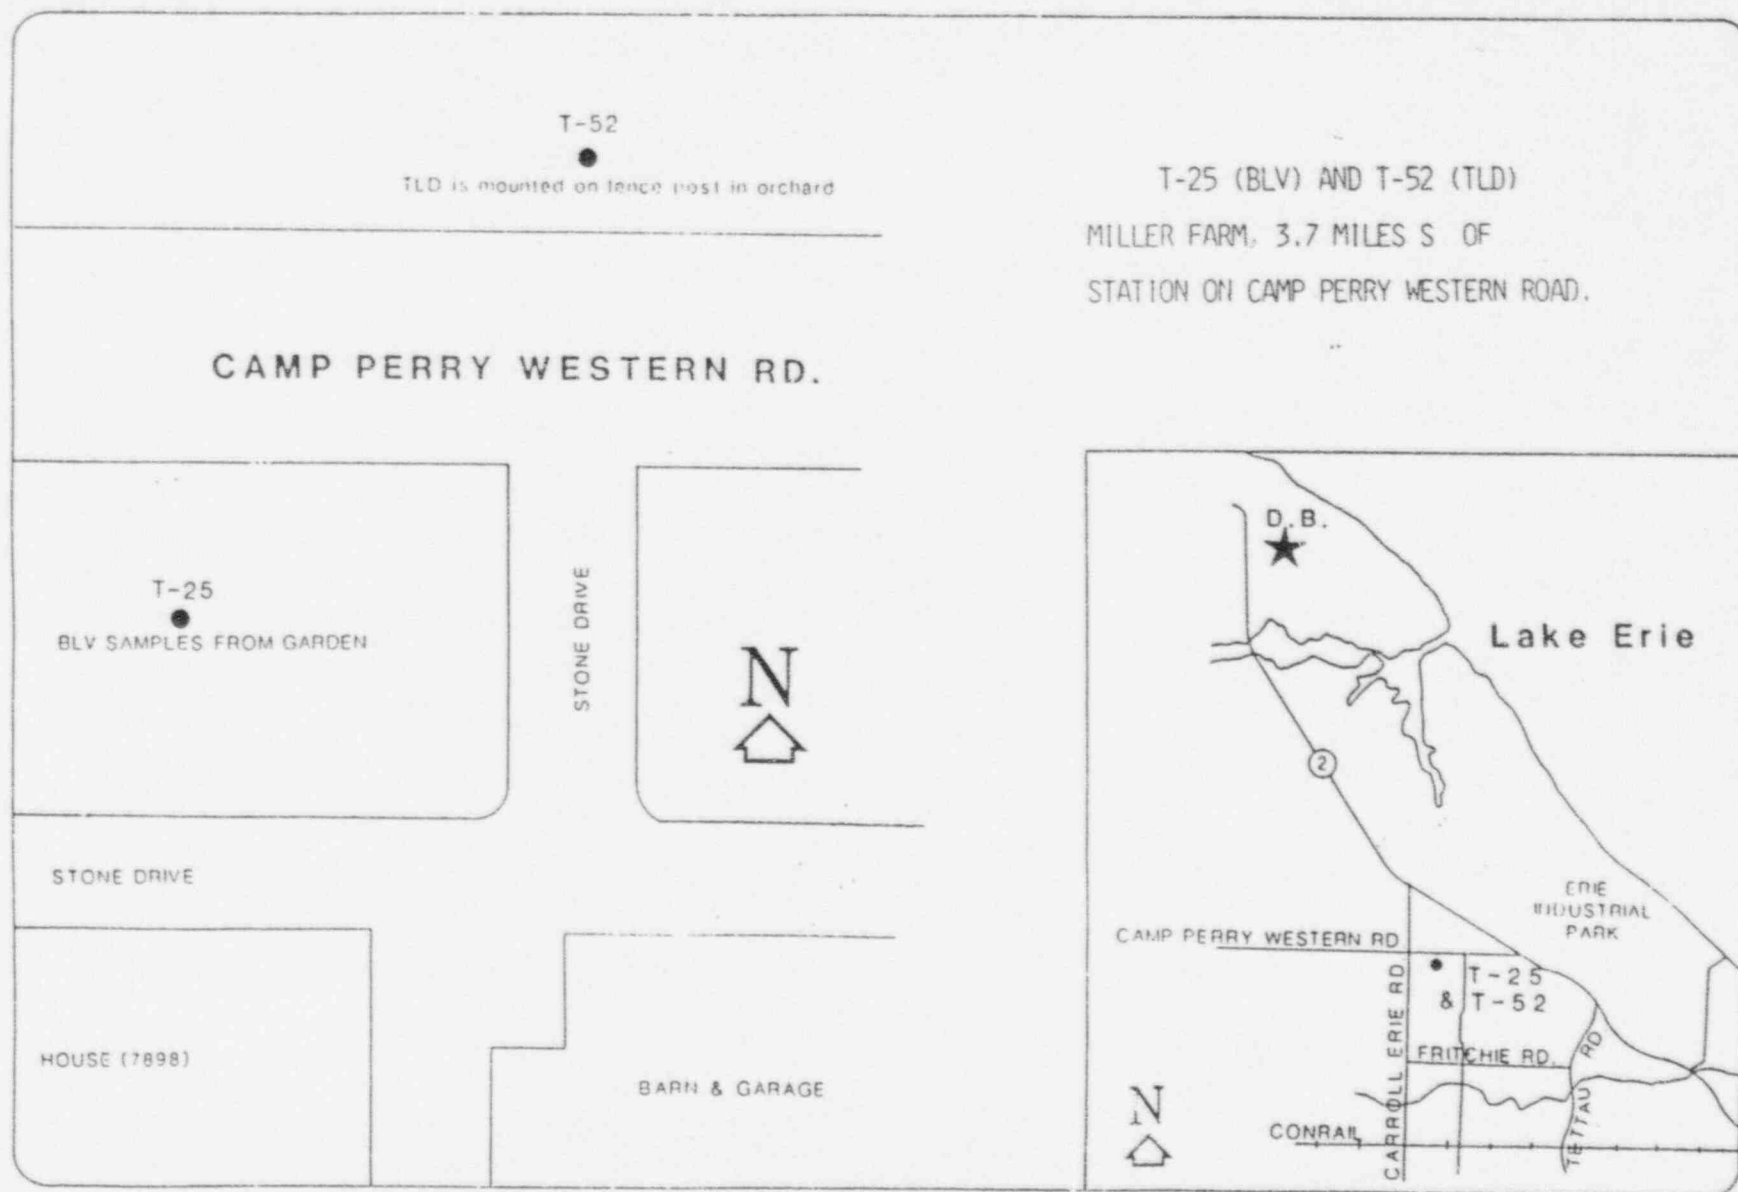 T-52
TLD is mounted on fence post in orchard
CAMP PERRY WESTERN RD.
T-25
BLV SAMPLES FROM GARDEN
STONE DRIVE
N
STONE DRIVE
HOUSE (7898)
BARN & GARAGE
T-25 (BLV) AND T-52 (TLD)
MILLER FARM, 3.7 MILES S OF
STATION ON CAMP PERRY WESTERN ROAD.
D.B.
Lake Erie
2
ERIE
INDUSTRIAL
PARK
CAMP PERRY WESTERN RD
T-25
& T-52
CARROLL ERIE RD
FRITCHIE RD.
TETTAU RD
N
CONRAIL